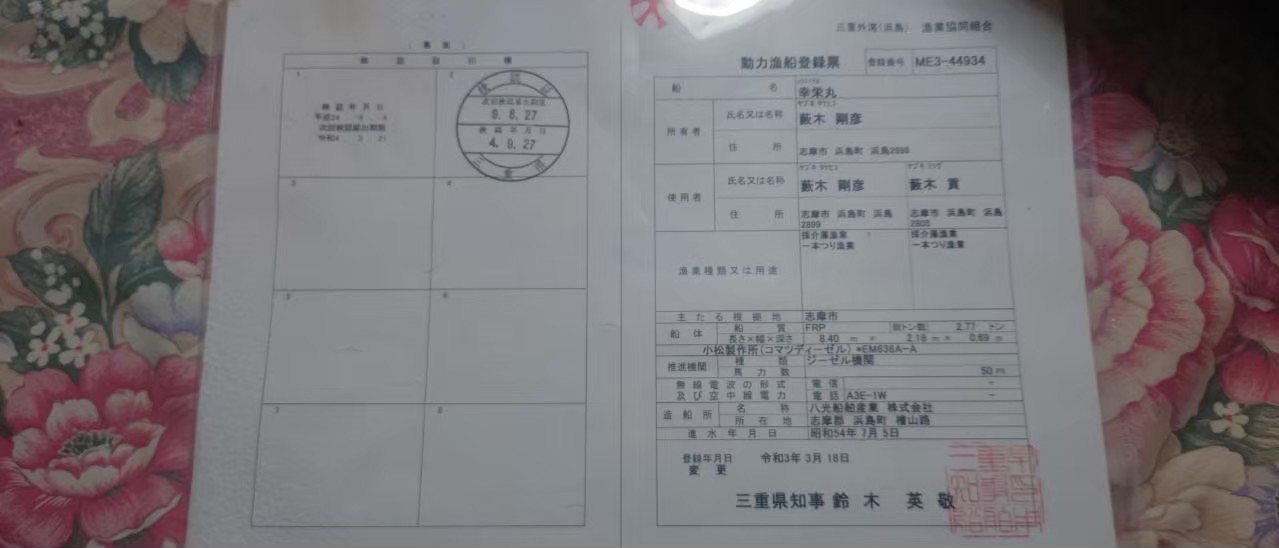 (裏面)
検認証印欄
1
検認年月日
平成24
次回検認届出期限
2
検認証
次回検認届出期限
9.8.27
検認年月日
4.9.27
三重県
3
4
5
6
7
8
三重外湾(浜島) 漁業協同組合
動力漁船登録票 登録番号 ME3-44934
船名 幸栄丸
所有者 氏名又は名称 藪木 剛彦
住所 志摩市 浜島町 浜島2899
使用者 氏名又は名称 藪木 剛彦 藪木 貢
住所 志摩市 浜島町 浜島 志摩市 浜島町 浜島
2899 2805
漁業種類又は用途 採介藻漁業 採介藻漁業
一本つり漁業 一本つり漁業
主たる根拠地 志摩市
船体 船質 FRP 総トン数 2.77 トン
長さ×幅×深さ 8.40 m × 2.18 m × 0.69 m
小松製作所(コマツディーゼル) *EM636A-A
推進機関 種類 ジーゼル機関
馬力数 50 PS
無線電波の形式 電信 -
及び空中線電力 電話 A3E-1W -
造船所 名称 八光船舶産業 株式会社
所在地 志摩郡 浜島町 檜山路
進水年月日 昭和54年 7月 5日
登録年月日 令和3年 3月 18日
変更
三重県知事 鈴木 英敬